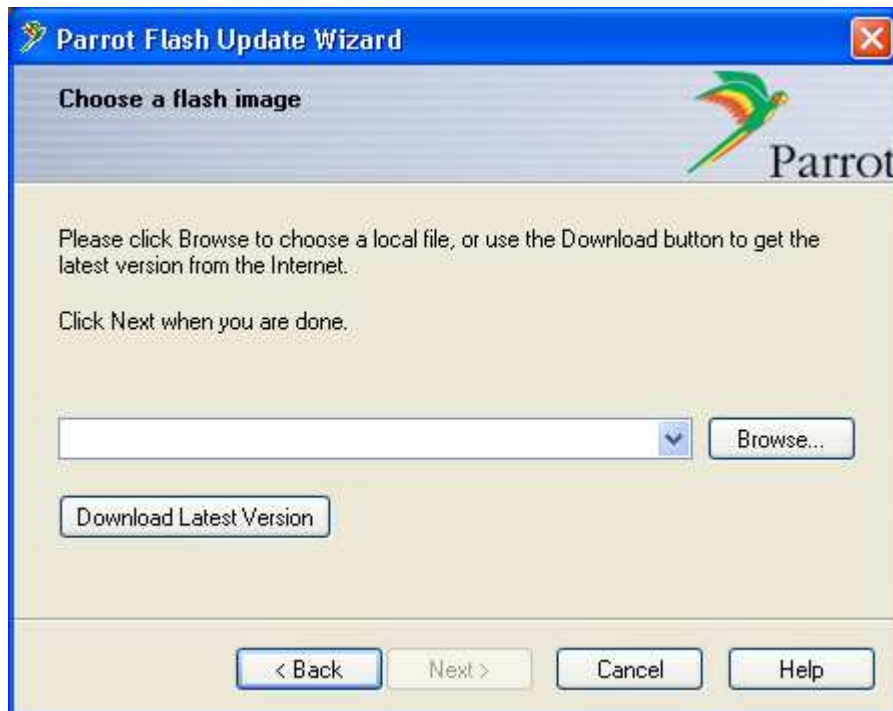 Parrot Flash Update Wizard
Choose a flash image
Parrot
Please click Browse to choose a local file, or use the Download button to get the
latest version from the Internet.
Click Next when you are done.
Browse...
Download Latest Version
< Back
Next >
Cancel
Help